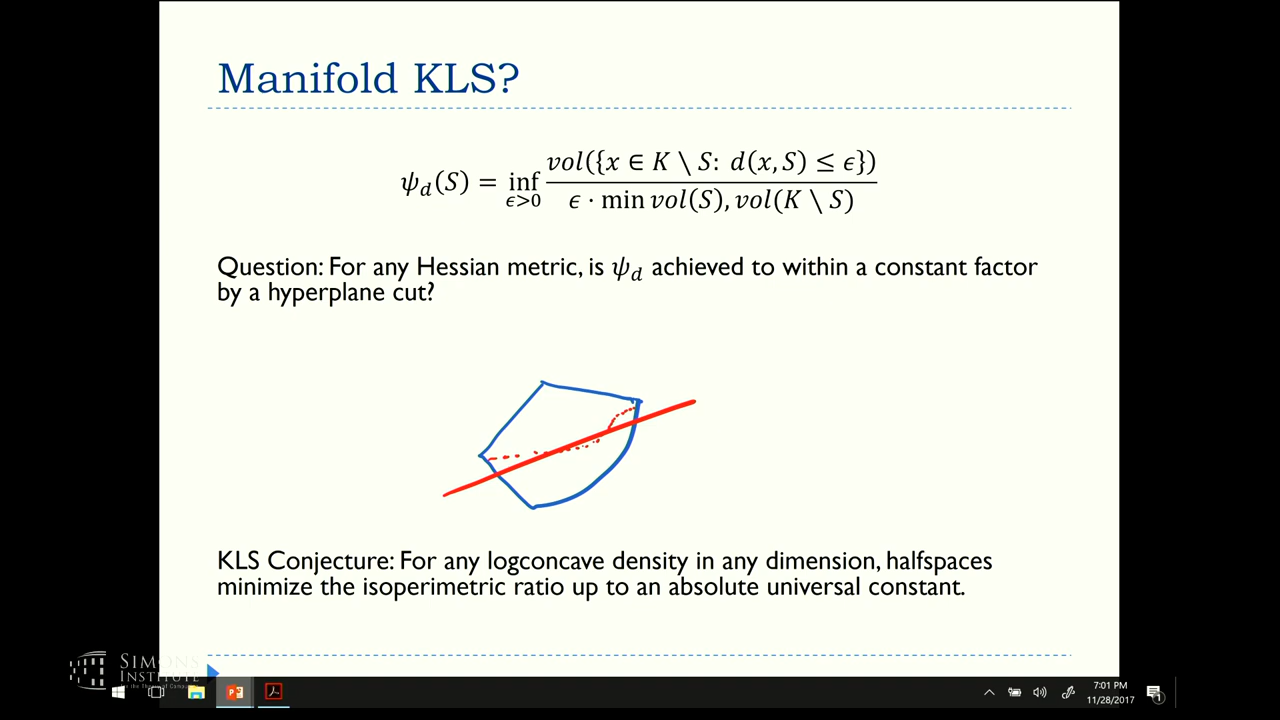 Manifold KLS?
ψ_d(S) = inf_{ϵ>0} vol({x ∈ K \ S: d(x, S) ≤ ϵ}) / ϵ · min vol(S), vol(K \ S)
Question: For any Hessian metric, is ψ_d achieved to within a constant factor
by a hyperplane cut?
KLS Conjecture: For any logconcave density in any dimension, halfspaces
minimize the isoperimetric ratio up to an absolute universal constant.
SIMONS
INSTITUTE
7:01 PM
11/28/2017